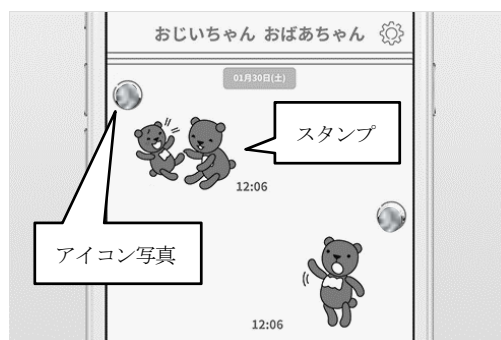 おじいちゃん おばあちゃん
01月30日(土)
スタンプ
12:06
アイコン写真
12:06